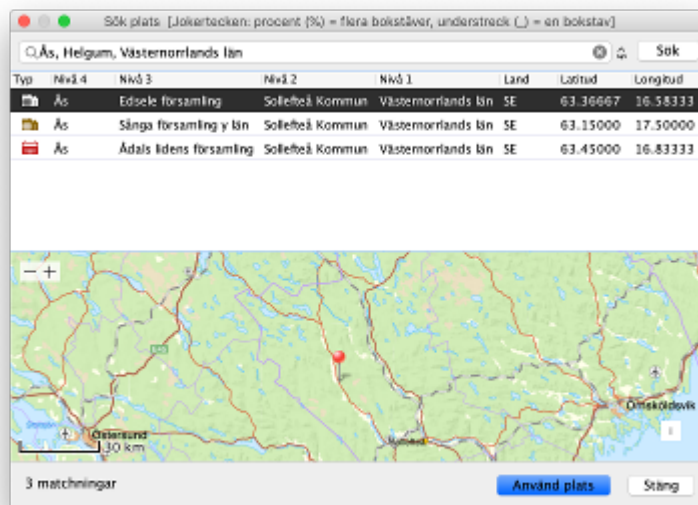 Sök plats [Jokertecken: procent (%) = flera bokstäver, understreck (_) = en bokstav]
Ås, Helgum, Västernorrlands län Sök
Typ Nivå 4 Nivå 3 Nivå 2 Nivå 1 Land Latitud Longitud
Ås Edsele församling Sollefteå Kommun Västernorrlands län SE 63.36667 16.58333
Ås Sånga församling y län Sollefteå Kommun Västernorrlands län SE 63.15000 17.50000
Ås Ådals lidens församling Sollefteå Kommun Västernorrlands län SE 63.45000 16.83333
− +
Örnsköldsvik
Östersund
30 km
3 matchningar Använd plats Stäng